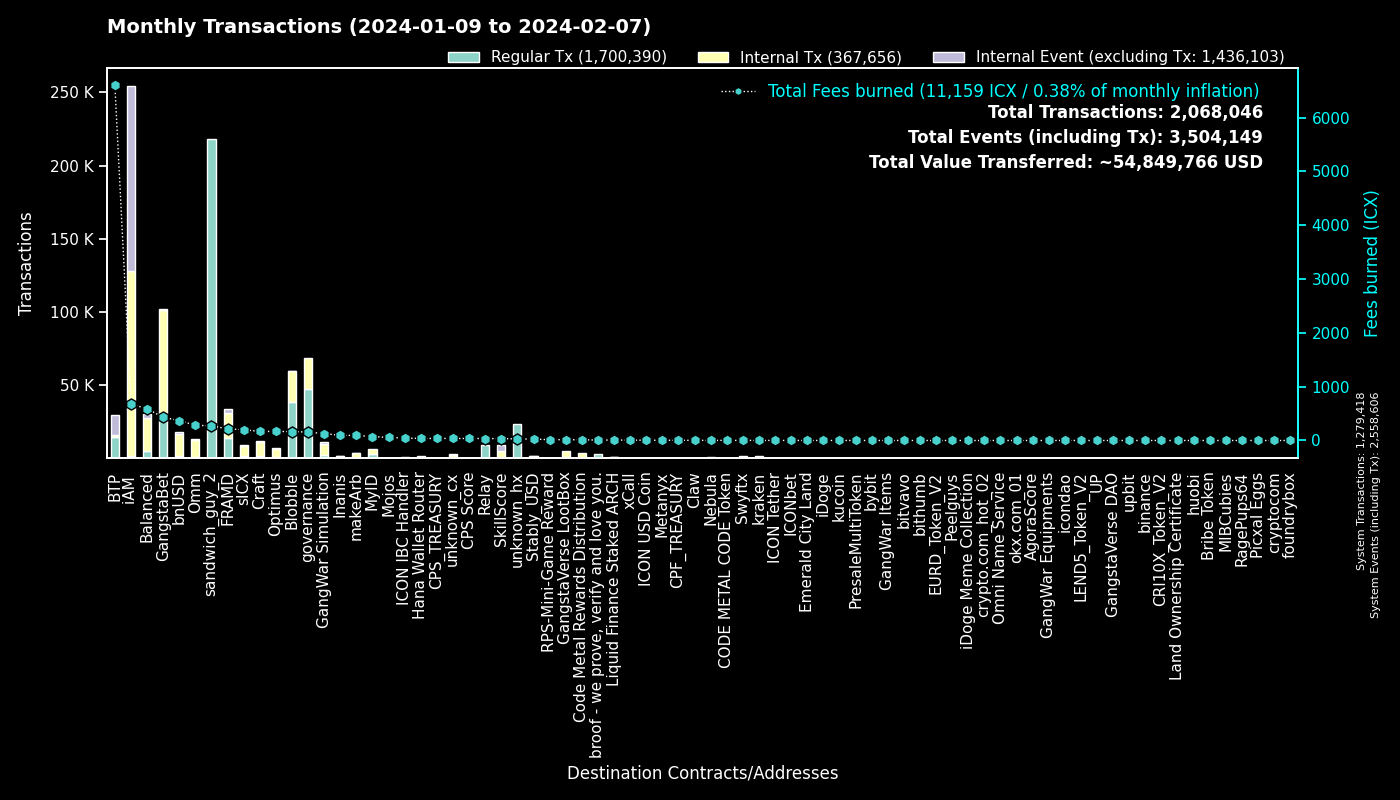 Monthly Transactions (2024-01-09 to 2024-02-07)
Regular Tx (1,700,390)
Internal Tx (367,656)
Internal Event (excluding Tx: 1,436,103)
Total Fees burned (11,159 ICX / 0.38% of monthly inflation)
Total Transactions: 2,068,046
Total Events (including Tx): 3,504,149
Total Value Transferred: ~54,849,766 USD
Transactions
250 K
200 K
150 K
100 K
50 K
6000
5000
4000
3000
2000
1000
0
Fees burned (ICX)
System Transactions: 1,279,418
System Events (including Tx): 2,558,606
BTP
iAM
Balanced
GangstaBet
bnUSD
Omm
sandwich_guy_2
FRAMD
sICX
Craft
Optimus
Blobble
governance
GangWar Simulation
Inanis
makeArb
MyID
Mojos
ICON IBC Handler
Hana Wallet Router
CPS_TREASURY
unknown_cx
CPS Score
Relay
SkillScore
unknown_hx
Stably_USD
RPS-Mini-Game Reward
GangstaVerse LootBox
Code Metal Rewards Distribution
broof - we prove, verify and love you.
Liquid Finance Staked ARCH
xCall
ICON USD Coin
Metanyx
CPF_TREASURY
Claw
Nebula
CODE METAL CODE Token
Swyftx
kraken
ICON Tether
ICONbet
Emerald City Land
iDoge
kucoin
PresaleMultiToken
bybit
GangWar Items
bitvavo
bithumb
EURD_Token_V2
Peelguys
iDoge Meme Collection
crypto.com_hot_02
Omni Name Service
okx.com_01
AgoraScore
GangWar Equipments
icondao
LEND5_Token_V2
UP
GangstaVerse DAO
upbit
binance
CRI10X_Token_V2
Land Ownership Certificate
huobi
Bribe Token
MIBCubies
RagePups64
Picxal Eggs
cryptocom
foundrybox
Destination Contracts/Addresses